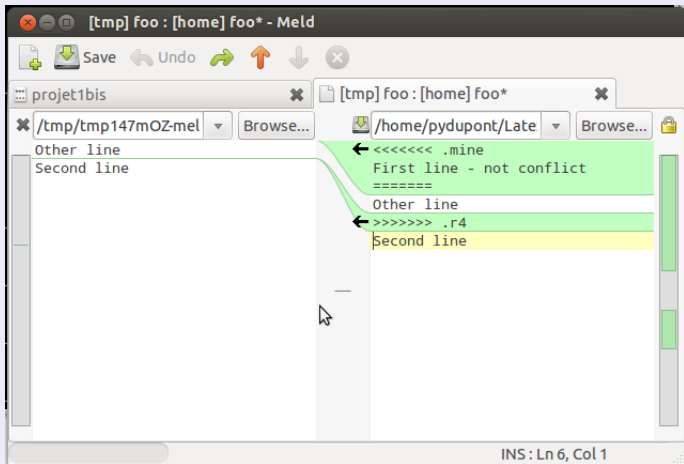 [tmp] foo : [home] foo* - Meld
Save Undo
projet1bis
[tmp] foo : [home] foo*
/tmp/tmp147mOZ-mel Browse...
/home/pydupont/Late Browse...
Other line
Second line
<<<<<<< .mine
First line - not conflict
=======
Other line
>>>>>>> .r4
Second line
INS : Ln 6, Col 1